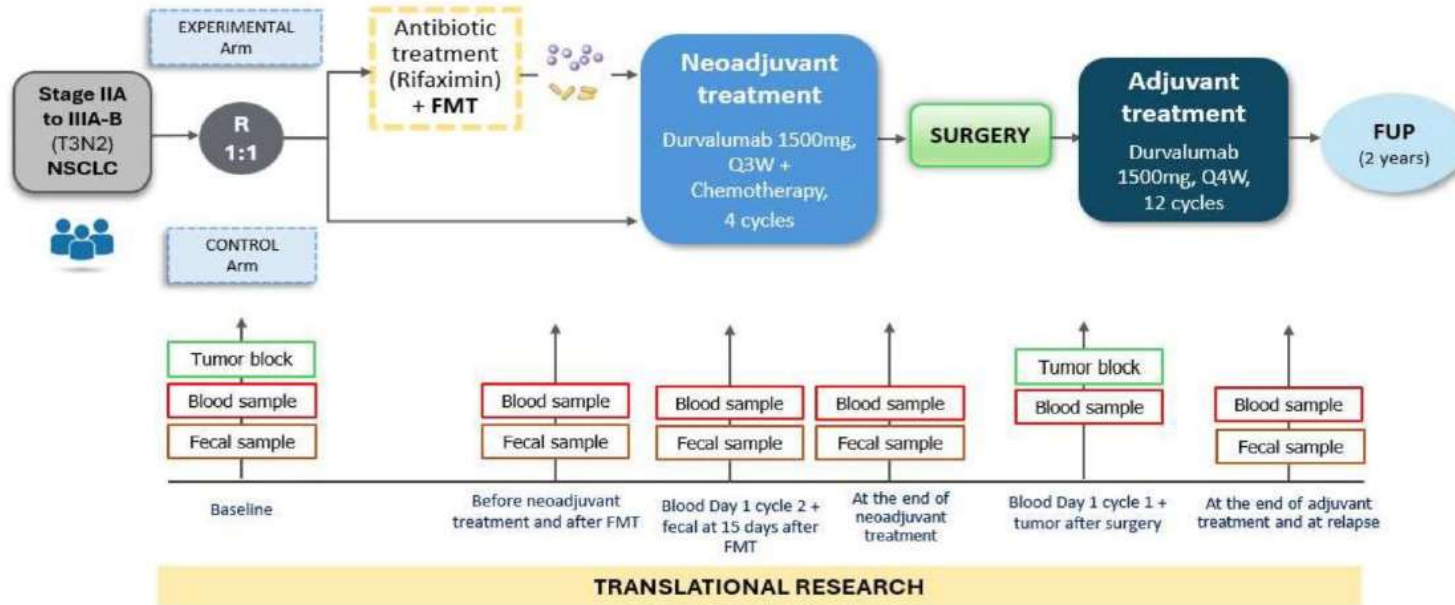 EXPERIMENTAL
Arm
Stage IIA
to IIIA-B
(T3N2)
NSCLC
R
1:1
CONTROL
Arm
Antibiotic
treatment
(Rifaximin)
+ FMT
Neoadjuvant
treatment
Durvalumab 1500mg,
Q3W +
Chemotherapy,
4 cycles
SURGERY
Adjuvant
treatment
Durvalumab
1500mg, Q4W,
12 cycles
FUP
(2 years)
Tumor block
Blood sample
Fecal sample
Baseline
Blood sample
Fecal sample
Before neoadjuvant
treatment and after FMT
Blood sample
Fecal sample
Blood Day 1 cycle 2 +
fecal at 15 days after
FMT
Blood sample
Fecal sample
At the end of
neoadjuvant
treatment
Tumor block
Blood sample
Blood Day 1 cycle 1 +
tumor after surgery
Blood sample
Fecal sample
At the end of adjuvant
treatment and at relapse
TRANSLATIONAL RESEARCH